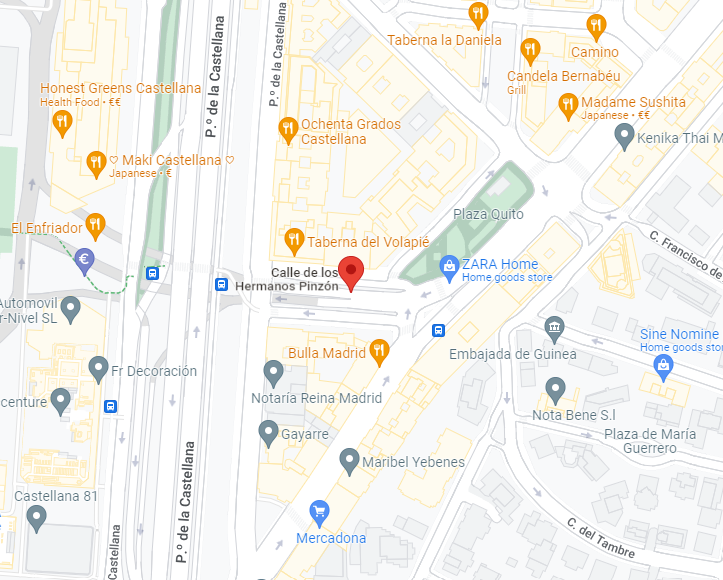 Taberna la Daniela
Camino
Candela Bernabéu
Grill
Honest Greens Castellana
Health Food • €€
P.º de la Castellana
P.º de la Castellana
Madame Sushita
Japanese • €€
Ochenta Grados
Castellana
Kenika Thai M
♡ Maki Castellana ♡
Japanese • €
Plaza Quito
El Enfriador
Taberna del Volapié
C. Francisco de
€
ZARA Home
Home goods store
Calle de los
Hermanos Pinzón
Automovil
r-Nivel SL
Sine Nomine
Home goods stor
Bulla Madrid
Embajada de Guinea
Fr Decoración
Notaría Reina Madrid
ccenture
Nota Bene S.l
Gayarre
Plaza de María
Guerrero
Maribel Yebenes
P.º de la Castellana
Castellana 81
Mercadona
C. del Tambre
Castellana